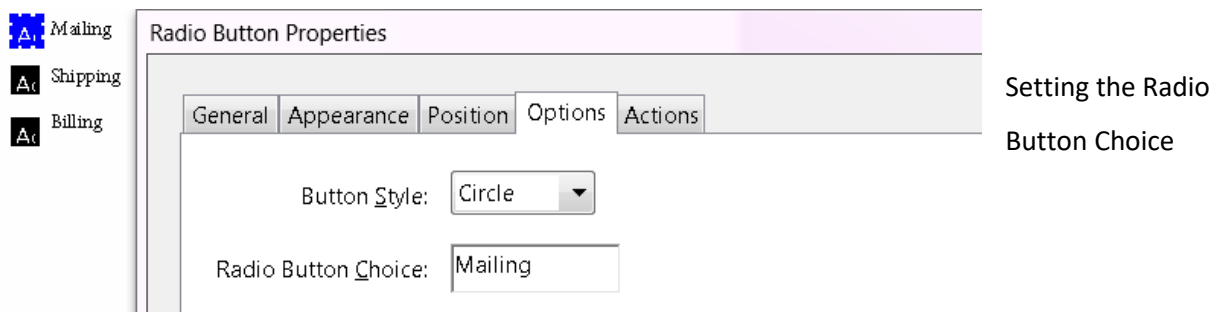 Mailing
Shipping
Billing
Radio Button Properties
General Appearance Position Options Actions
Button Style: Circle
Radio Button Choice: Mailing
Setting the Radio
Button Choice